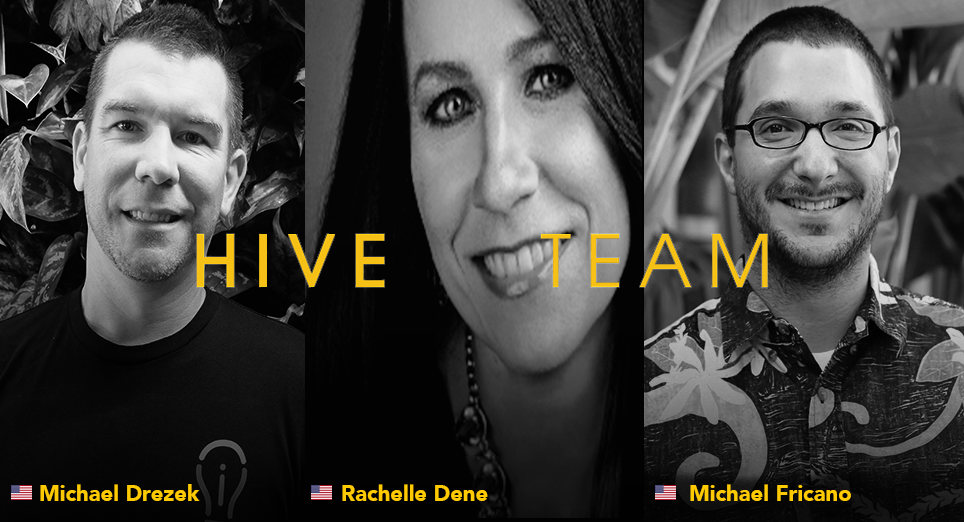 HIVE TEAM
Michael Drezek
Rachelle Dene
Michael Fricano